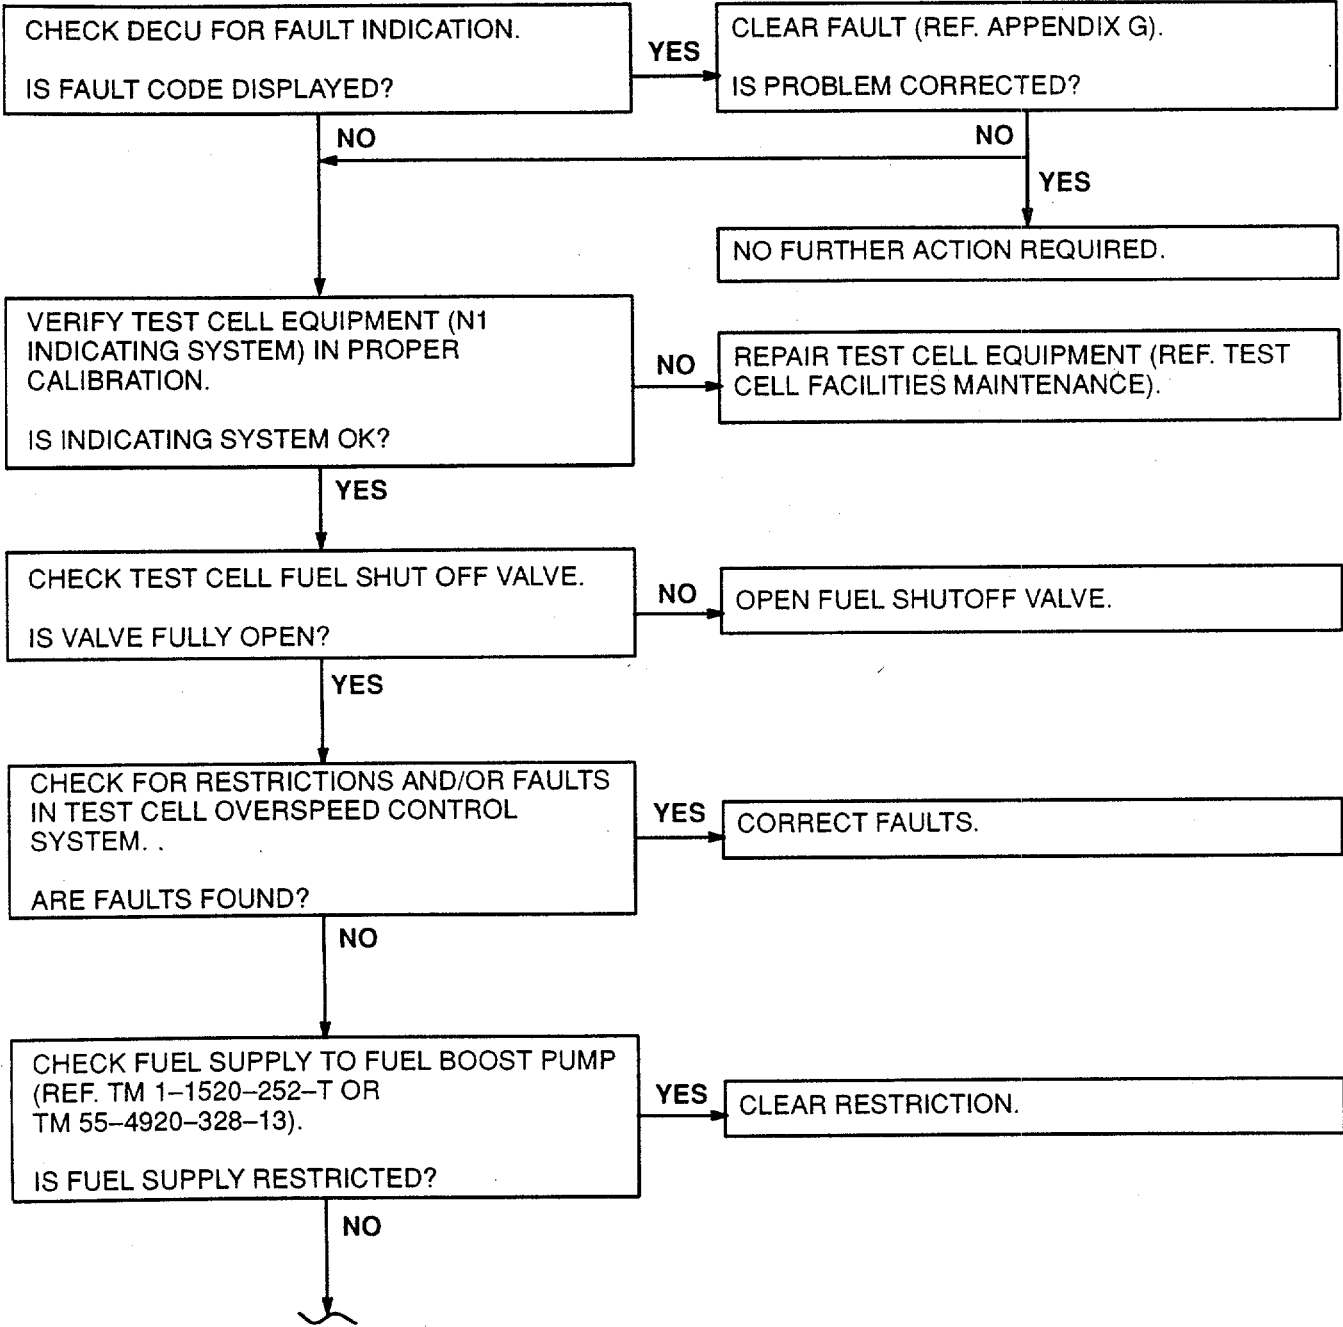 CHECK DECU FOR FAULT INDICATION.
IS FAULT CODE DISPLAYED?
YES
CLEAR FAULT (REF. APPENDIX G).
IS PROBLEM CORRECTED?
NO
NO
YES
NO FURTHER ACTION REQUIRED.
VERIFY TEST CELL EQUIPMENT (N1
INDICATING SYSTEM) IN PROPER
CALIBRATION.
IS INDICATING SYSTEM OK?
NO
REPAIR TEST CELL EQUIPMENT (REF. TEST
CELL FACILITIES MAINTENANCE).
YES
CHECK TEST CELL FUEL SHUT OFF VALVE.
IS VALVE FULLY OPEN?
NO
OPEN FUEL SHUTOFF VALVE.
YES
CHECK FOR RESTRICTIONS AND/OR FAULTS
IN TEST CELL OVERSPEED CONTROL
SYSTEM. .
ARE FAULTS FOUND?
YES
CORRECT FAULTS.
NO
CHECK FUEL SUPPLY TO FUEL BOOST PUMP
(REF. TM 1–1520–252–T OR
TM 55–4920–328–13).
IS FUEL SUPPLY RESTRICTED?
YES
CLEAR RESTRICTION.
NO